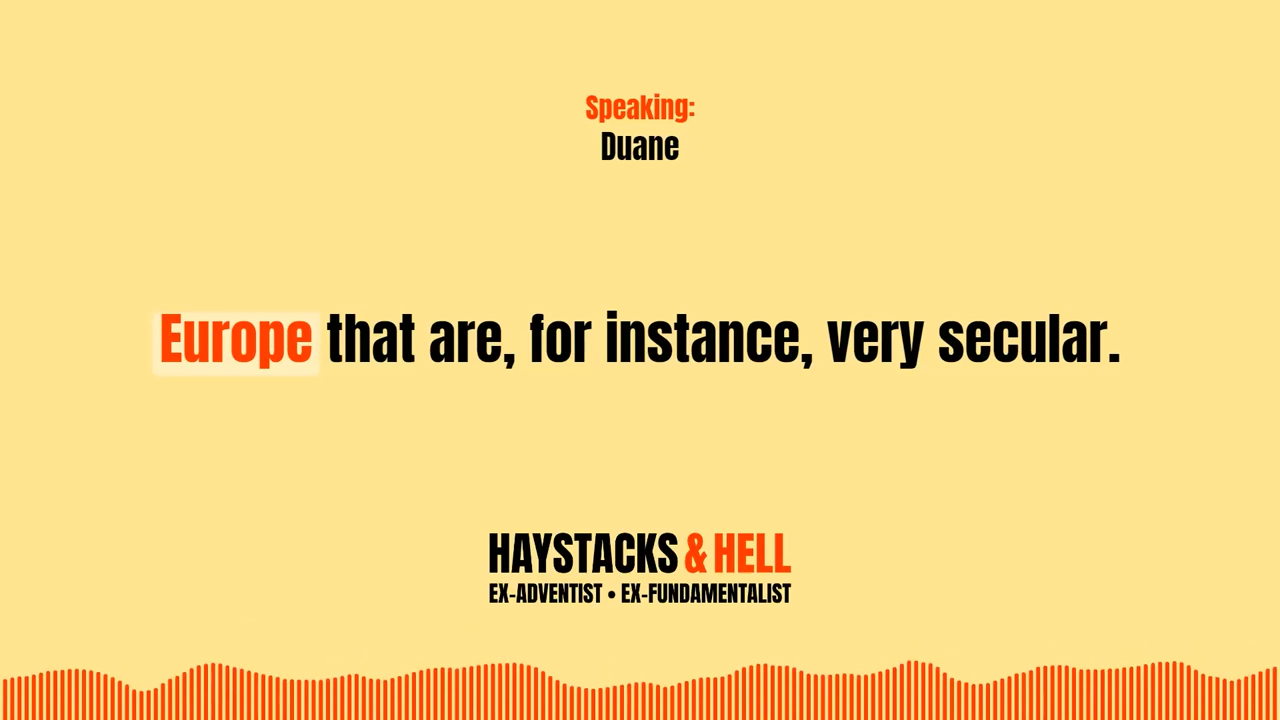 Speaking:
Duane
Europe that are, for instance, very secular.
HAYSTACKS & HELL
EX-ADVENTIST • EX-FUNDAMENTALIST